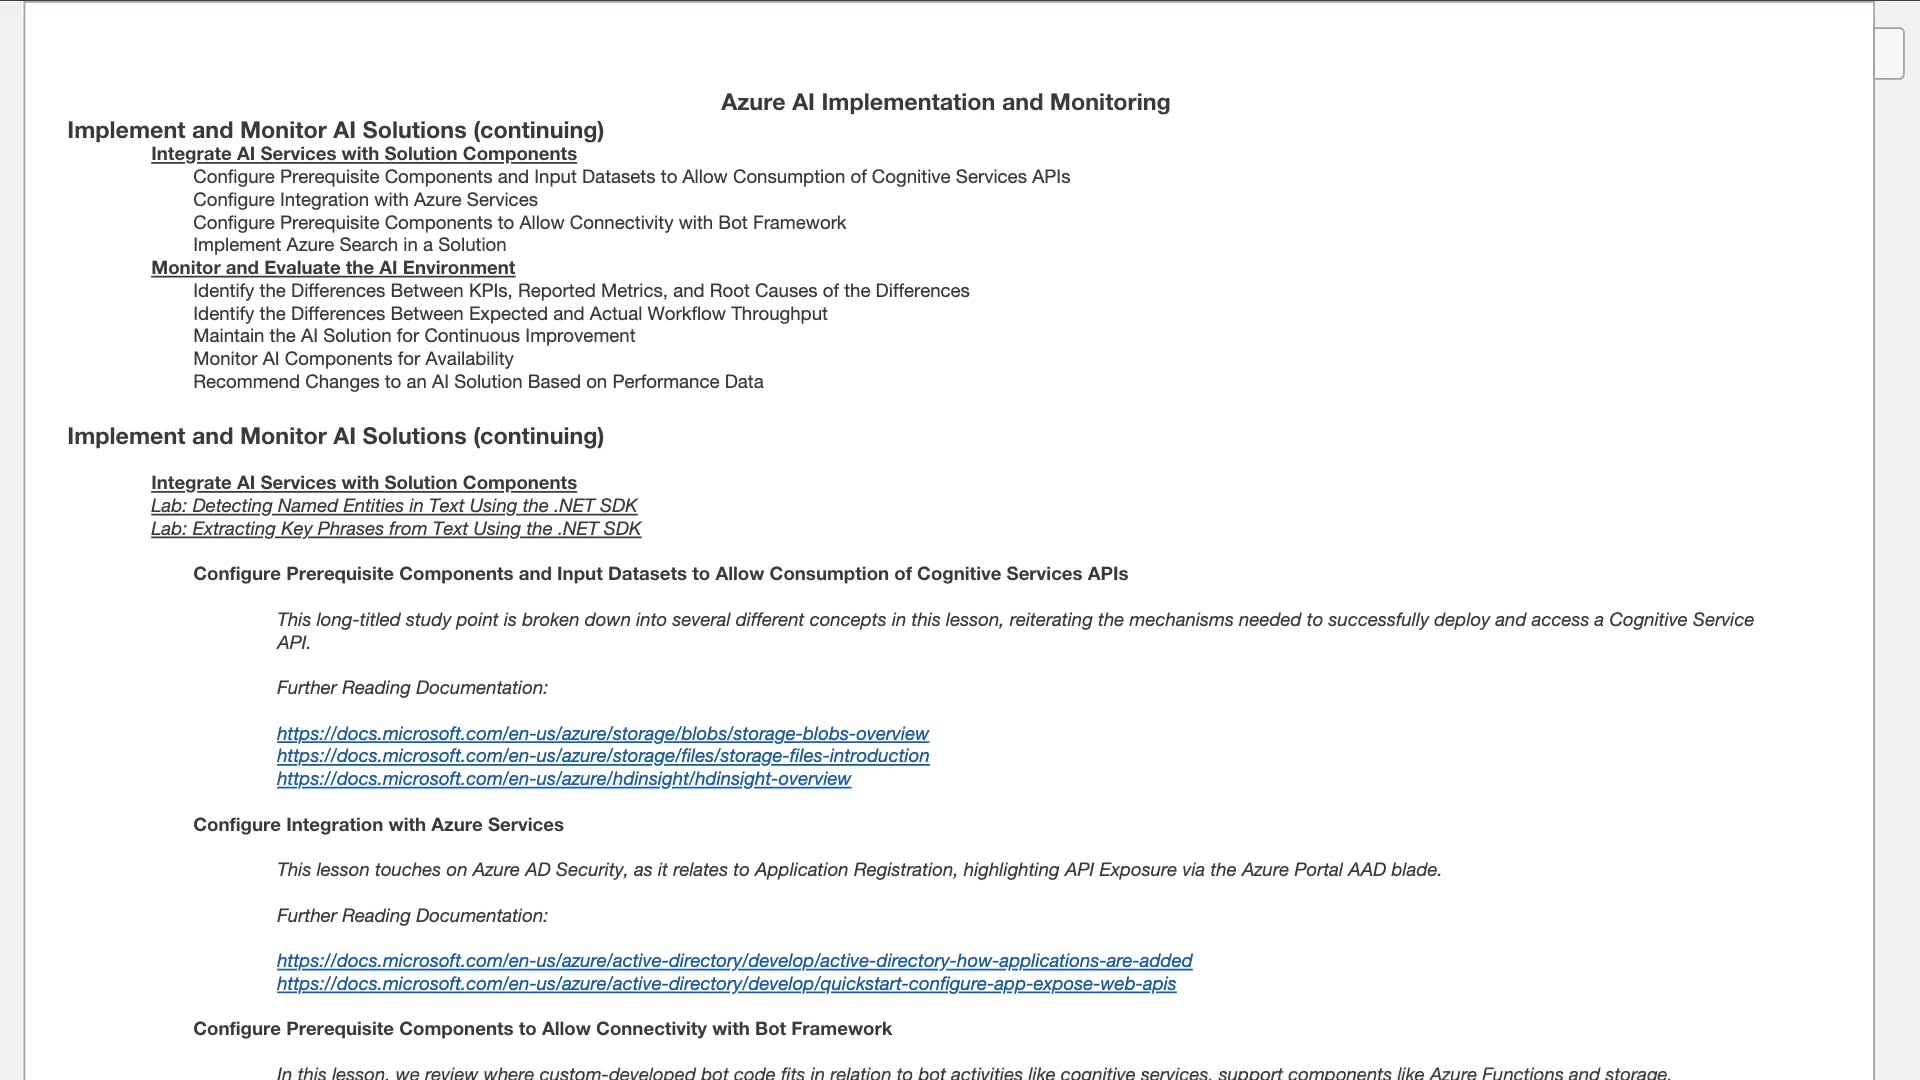 Azure AI Implementation and Monitoring
Implement and Monitor AI Solutions (continuing)
Integrate AI Services with Solution Components
Configure Prerequisite Components and Input Datasets to Allow Consumption of Cognitive Services APIs
Configure Integration with Azure Services
Configure Prerequisite Components to Allow Connectivity with Bot Framework
Implement Azure Search in a Solution
Monitor and Evaluate the AI Environment
Identify the Differences Between KPIs, Reported Metrics, and Root Causes of the Differences
Identify the Differences Between Expected and Actual Workflow Throughput
Maintain the AI Solution for Continuous Improvement
Monitor AI Components for Availability
Recommend Changes to an AI Solution Based on Performance Data
Implement and Monitor AI Solutions (continuing)
Integrate AI Services with Solution Components
Lab: Detecting Named Entities in Text Using the .NET SDK
Lab: Extracting Key Phrases from Text Using the .NET SDK
Configure Prerequisite Components and Input Datasets to Allow Consumption of Cognitive Services APIs
This long-titled study point is broken down into several different concepts in this lesson, reiterating the mechanisms needed to successfully deploy and access a Cognitive Service
API.
Further Reading Documentation:
https://docs.microsoft.com/en-us/azure/storage/blobs/storage-blobs-overview
https://docs.microsoft.com/en-us/azure/storage/files/storage-files-introduction
https://docs.microsoft.com/en-us/azure/hdinsight/hdinsight-overview
Configure Integration with Azure Services
This lesson touches on Azure AD Security, as it relates to Application Registration, highlighting API Exposure via the Azure Portal AAD blade.
Further Reading Documentation:
https://docs.microsoft.com/en-us/azure/active-directory/develop/active-directory-how-applications-are-added
https://docs.microsoft.com/en-us/azure/active-directory/develop/quickstart-configure-app-expose-web-apis
Configure Prerequisite Components to Allow Connectivity with Bot Framework
In this lesson, we review where custom-developed bot code fits in relation to bot activities like cognitive services, support components like Azure Functions and storage,